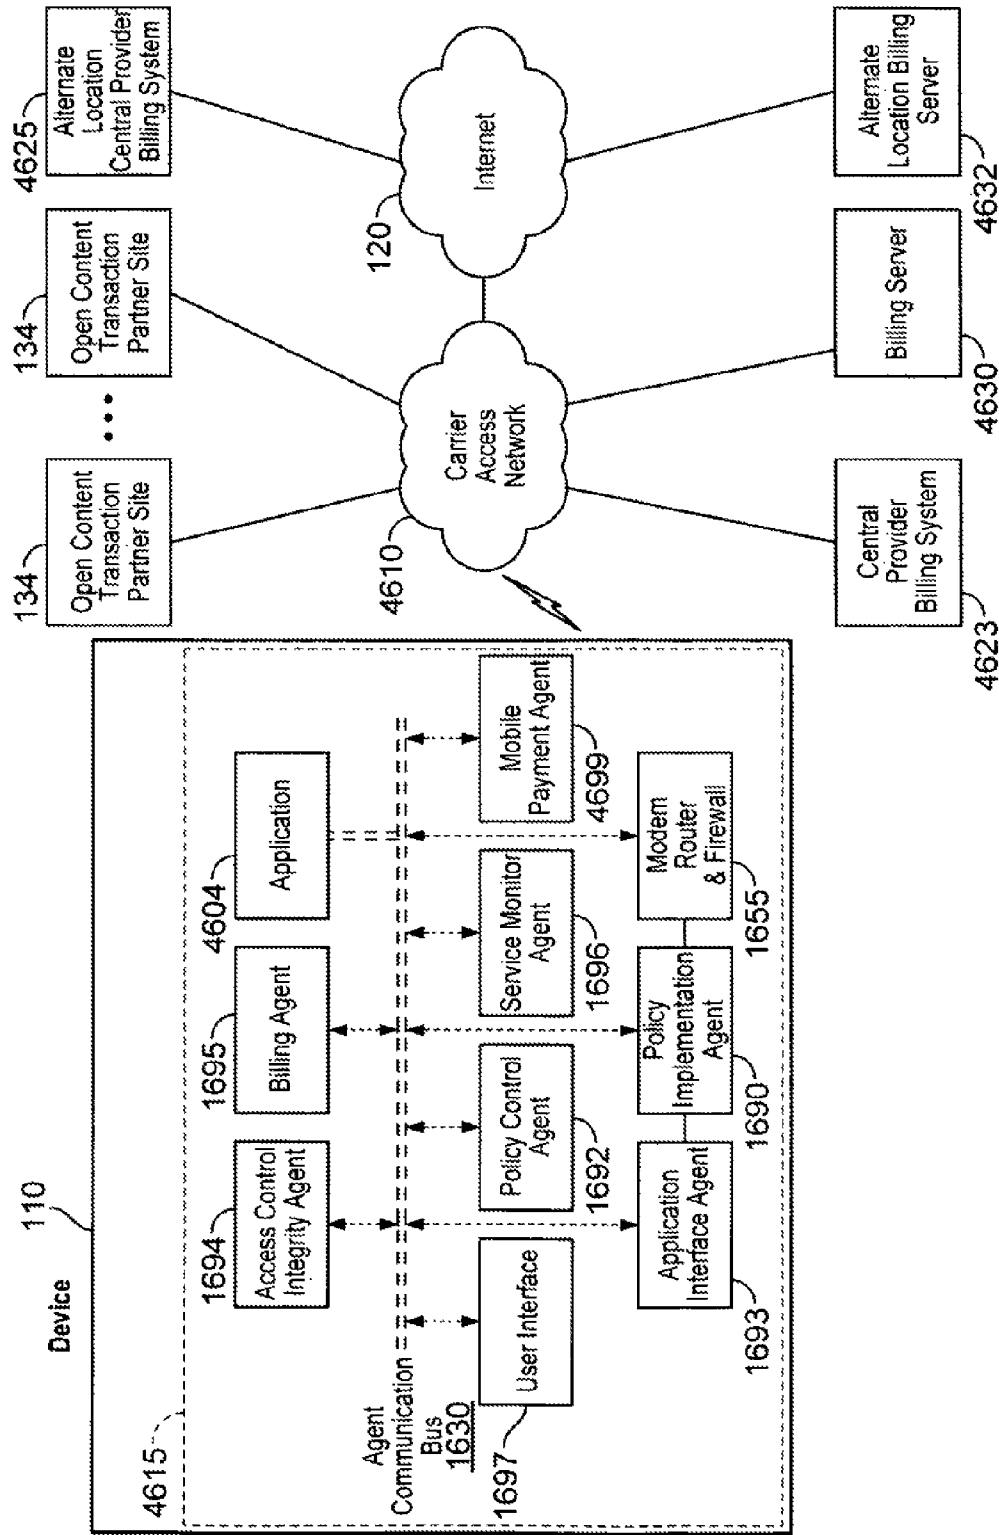 Device
110
4615
1694
Access Control
Integrity Agent
1695
Billing Agent
4604
Application
Agent
Communication
Bus
1630
User Interface
1697
Policy Control
Agent
1692
Service Monitor
Agent
1696
Mobile
Payment Agent
4699
Application
Interface Agent
1693
Policy
Implementation
Agent
1690
Modem
Router
& Firewall
1655
134
Open Content
Transaction
Partner Site
•••
134
Open Content
Transaction
Partner Site
4625
Alternate
Location
Central Provider
Billing System
4610
Carrier
Access
Network
120
Internet
Central
Provider
Billing System
4623
Billing Server
4630
Alternate
Location Billing
Server
4632